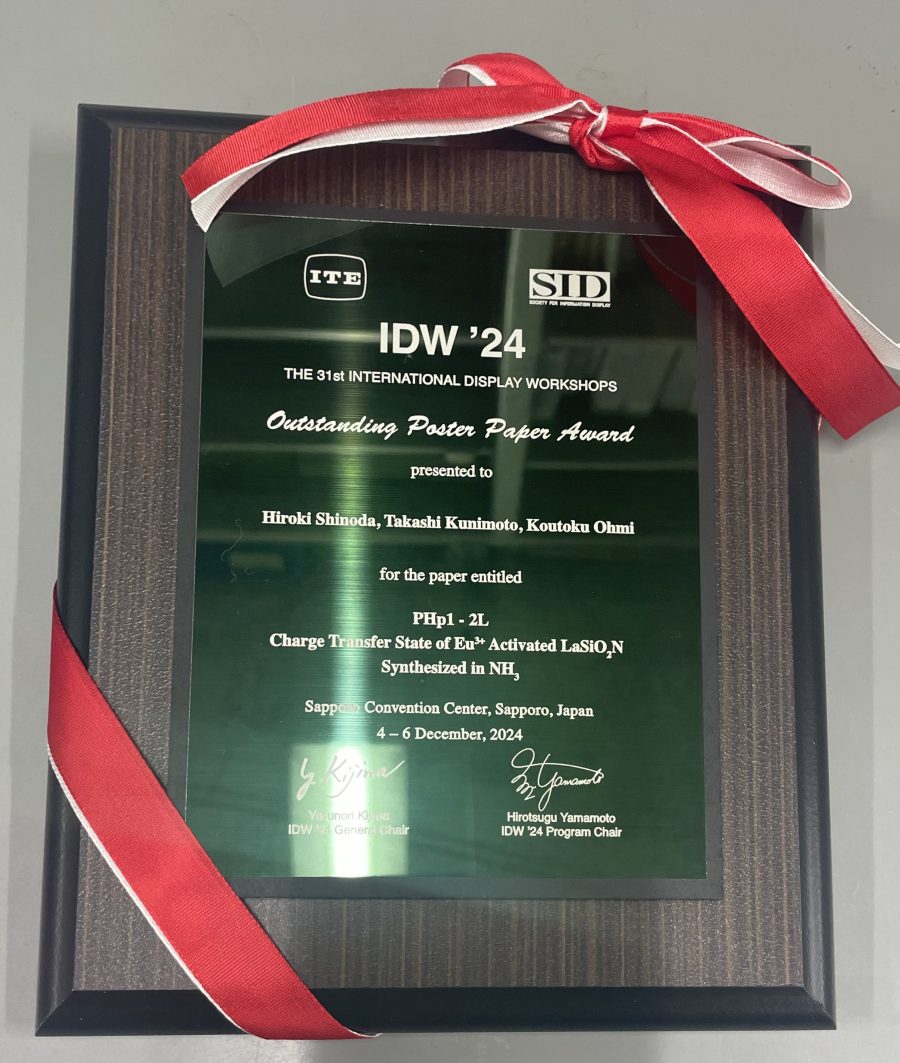 ITE
SID
SOCIETY FOR INFORMATION DISPLAY
IDW ’24
THE 31st INTERNATIONAL DISPLAY WORKSHOPS
Outstanding Poster Paper Award
presented to
Hiroki Shinoda, Takashi Kunimoto, Koutoku Ohmi
for the paper entitled
PHp1 - 2L
Charge Transfer State of Eu³⁺ Activated LaSiO₂N
Synthesized in NH₃
Sapporo Convention Center, Sapporo, Japan
4 – 6 December, 2024
Y. Kijima
Yasunori Kijima
IDW ’24 General Chair
Yamamoto
Hirotsugu Yamamoto
IDW ’24 Program Chair